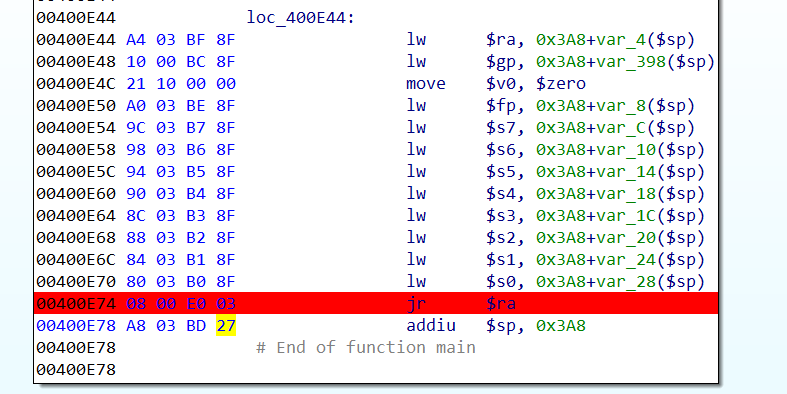 00400E44
00400E44 loc_400E44:
00400E44 A4 03 BF 8F lw $ra, 0x3A8+var_4($sp)
00400E48 10 00 BC 8F lw $gp, 0x3A8+var_398($sp)
00400E4C 21 10 00 00 move $v0, $zero
00400E50 A0 03 BE 8F lw $fp, 0x3A8+var_8($sp)
00400E54 9C 03 B7 8F lw $s7, 0x3A8+var_C($sp)
00400E58 98 03 B6 8F lw $s6, 0x3A8+var_10($sp)
00400E5C 94 03 B5 8F lw $s5, 0x3A8+var_14($sp)
00400E60 90 03 B4 8F lw $s4, 0x3A8+var_18($sp)
00400E64 8C 03 B3 8F lw $s3, 0x3A8+var_1C($sp)
00400E68 88 03 B2 8F lw $s2, 0x3A8+var_20($sp)
00400E6C 84 03 B1 8F lw $s1, 0x3A8+var_24($sp)
00400E70 80 03 B0 8F lw $s0, 0x3A8+var_28($sp)
00400E74 08 00 E0 03 jr $ra
00400E78 A8 03 BD 27 addiu $sp, 0x3A8
00400E78 # End of function main
00400E78